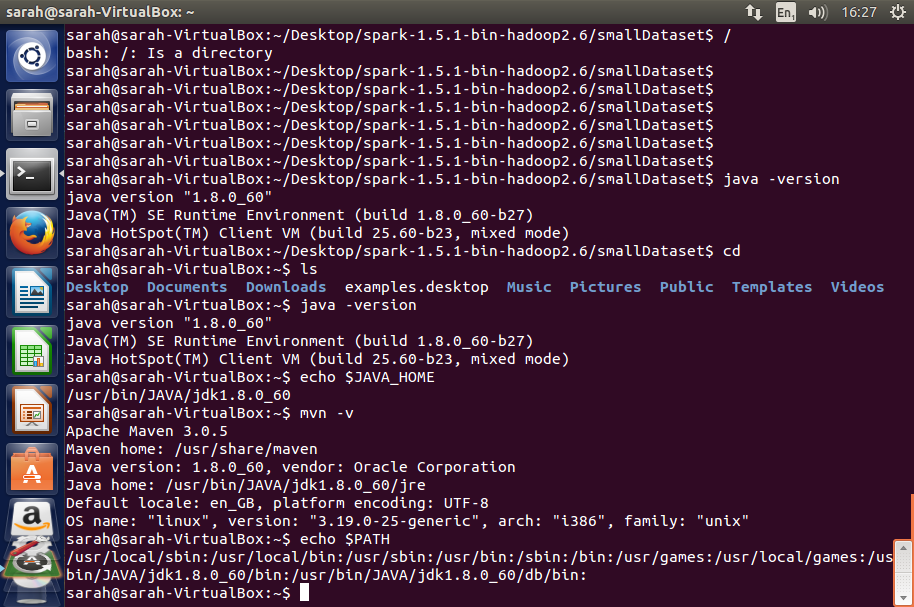 sarah@sarah-VirtualBox: ~
En1
16:27
sarah@sarah-VirtualBox:~/Desktop/spark-1.5.1-bin-hadoop2.6/smallDataset$ /
bash: /: Is a directory
sarah@sarah-VirtualBox:~/Desktop/spark-1.5.1-bin-hadoop2.6/smallDataset$
sarah@sarah-VirtualBox:~/Desktop/spark-1.5.1-bin-hadoop2.6/smallDataset$
sarah@sarah-VirtualBox:~/Desktop/spark-1.5.1-bin-hadoop2.6/smallDataset$
sarah@sarah-VirtualBox:~/Desktop/spark-1.5.1-bin-hadoop2.6/smallDataset$
sarah@sarah-VirtualBox:~/Desktop/spark-1.5.1-bin-hadoop2.6/smallDataset$
sarah@sarah-VirtualBox:~/Desktop/spark-1.5.1-bin-hadoop2.6/smallDataset$
sarah@sarah-VirtualBox:~/Desktop/spark-1.5.1-bin-hadoop2.6/smallDataset$ java -version
java version "1.8.0_60"
Java(TM) SE Runtime Environment (build 1.8.0_60-b27)
Java HotSpot(TM) Client VM (build 25.60-b23, mixed mode)
sarah@sarah-VirtualBox:~/Desktop/spark-1.5.1-bin-hadoop2.6/smallDataset$ cd
sarah@sarah-VirtualBox:~$ ls
Desktop  Documents  Downloads  examples.desktop  Music  Pictures  Public  Templates  Videos
sarah@sarah-VirtualBox:~$ java -version
java version "1.8.0_60"
Java(TM) SE Runtime Environment (build 1.8.0_60-b27)
Java HotSpot(TM) Client VM (build 25.60-b23, mixed mode)
sarah@sarah-VirtualBox:~$ echo $JAVA_HOME
/usr/bin/JAVA/jdk1.8.0_60
sarah@sarah-VirtualBox:~$ mvn -v
Apache Maven 3.0.5
Maven home: /usr/share/maven
Java version: 1.8.0_60, vendor: Oracle Corporation
Java home: /usr/bin/JAVA/jdk1.8.0_60/jre
Default locale: en_GB, platform encoding: UTF-8
OS name: "linux", version: "3.19.0-25-generic", arch: "i386", family: "unix"
sarah@sarah-VirtualBox:~$ echo $PATH
/usr/local/sbin:/usr/local/bin:/usr/sbin:/usr/bin:/sbin:/bin:/usr/games:/usr/local/games:/us
bin/JAVA/jdk1.8.0_60/bin:/usr/bin/JAVA/jdk1.8.0_60/db/bin:
sarah@sarah-VirtualBox:~$